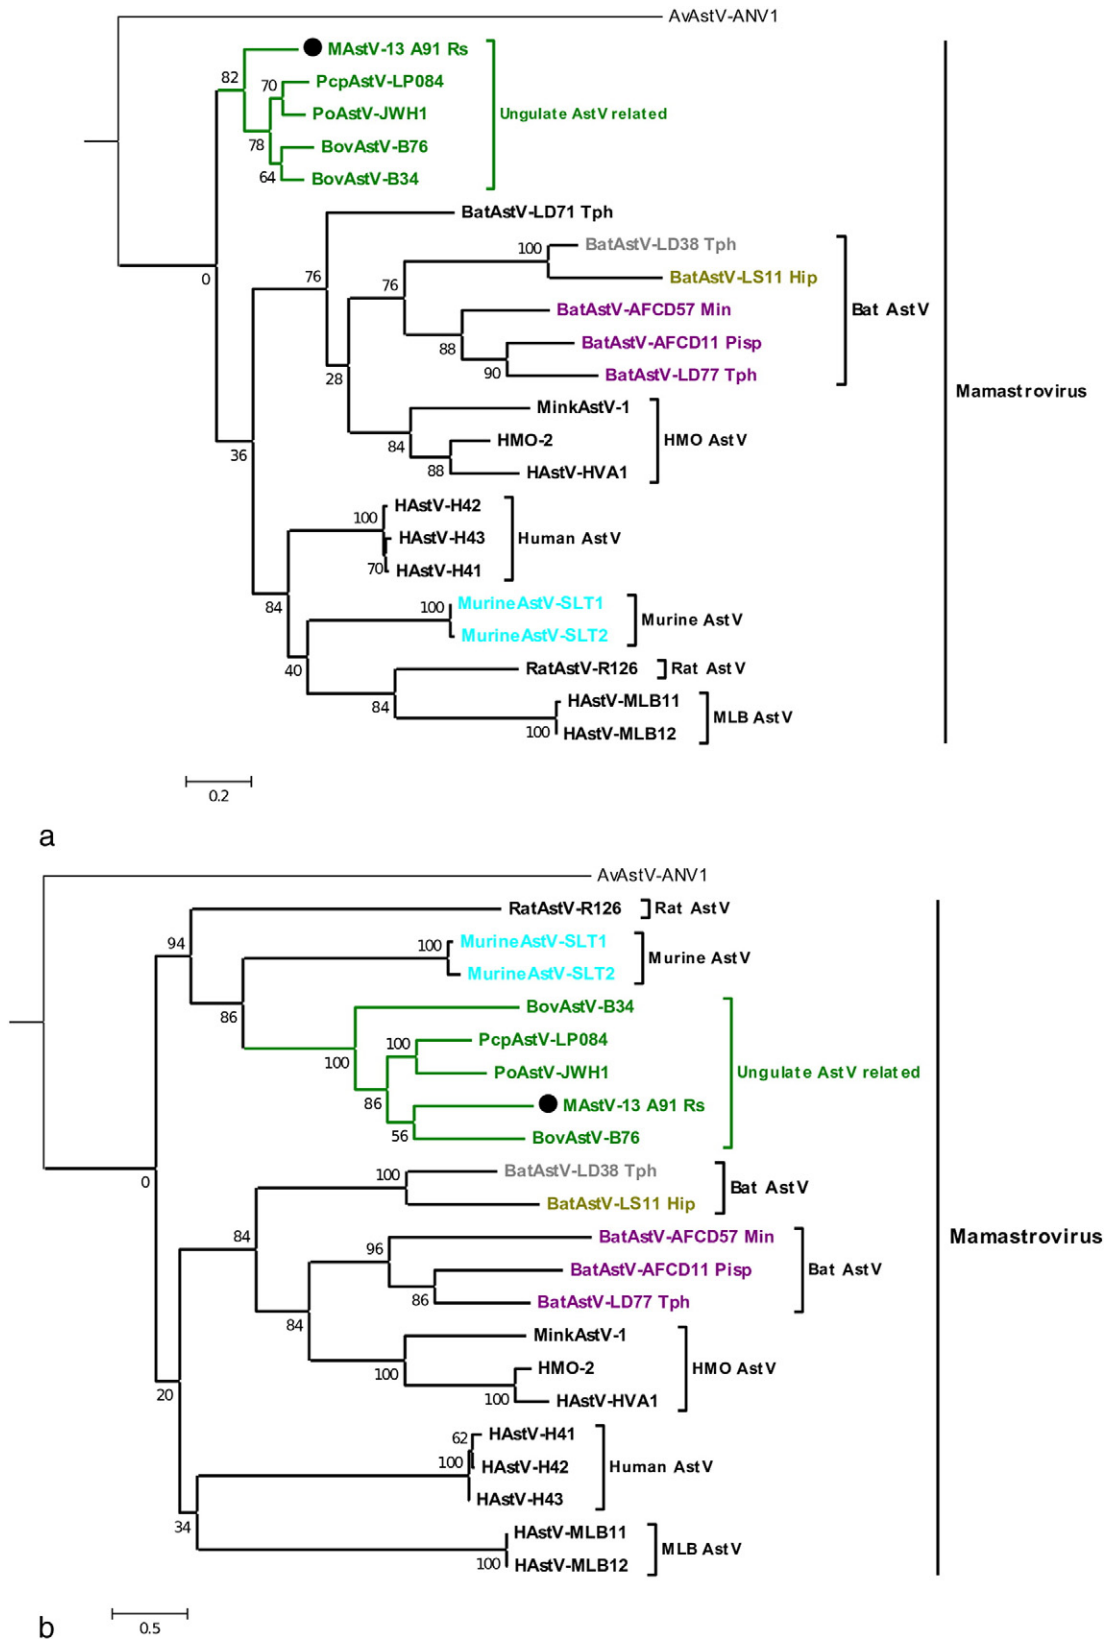 AvAstV-ANV1
MAstV-13 A91 Rs
82
70
PcpAstV-LP084
PoAstV-JWH1
Ungulate AstV related
78
BovAstV-B76
64
BovAstV-B34
BatAstV-LD71 Tph
BatAstV-LD38 Tph
100
0
76
76
BatAstV-LS11 Hip
Bat AstV
BatAstV-AFCD57 Min
88
BatAstV-AFCD11 Pisp
90
BatAstV-LD77 Tph
28
Mamastrovirus
MinkAstV-1
84
HMO-2
HMO AstV
36
88
HAstV-HVA1
HAstV-H42
100
HAstV-H43
Human AstV
70
HAstV-H41
84
100
MurineAstV-SLT1
Murine AstV
MurineAstV-SLT2
40
RatAstV-R126
Rat AstV
84
HAstV-MLB11
MLB AstV
100
HAstV-MLB12
0.2
a
AvAstV-ANV1
RatAstV-R126
Rat AstV
94
100
MurineAstV-SLT1
Murine AstV
MurineAstV-SLT2
86
BovAstV-B34
100
100
PcpAstV-LP084
PoAstV-JWH1
Ungulate AstV related
86
MAstV-13 A91 Rs
56
BovAstV-B76
0
100
BatAstV-LD38 Tph
Bat AstV
BatAstV-LS11 Hip
84
96
BatAstV-AFCD57 Min
Mamastrovirus
BatAstV-AFCD11 Pisp
Bat AstV
86
BatAstV-LD77 Tph
84
MinkAstV-1
100
HMO-2
HMO AstV
20
100
HAstV-HVA1
62
HAstV-H41
100
HAstV-H42
Human AstV
HAstV-H43
34
HAstV-MLB11
MLB AstV
100
HAstV-MLB12
0.5
b